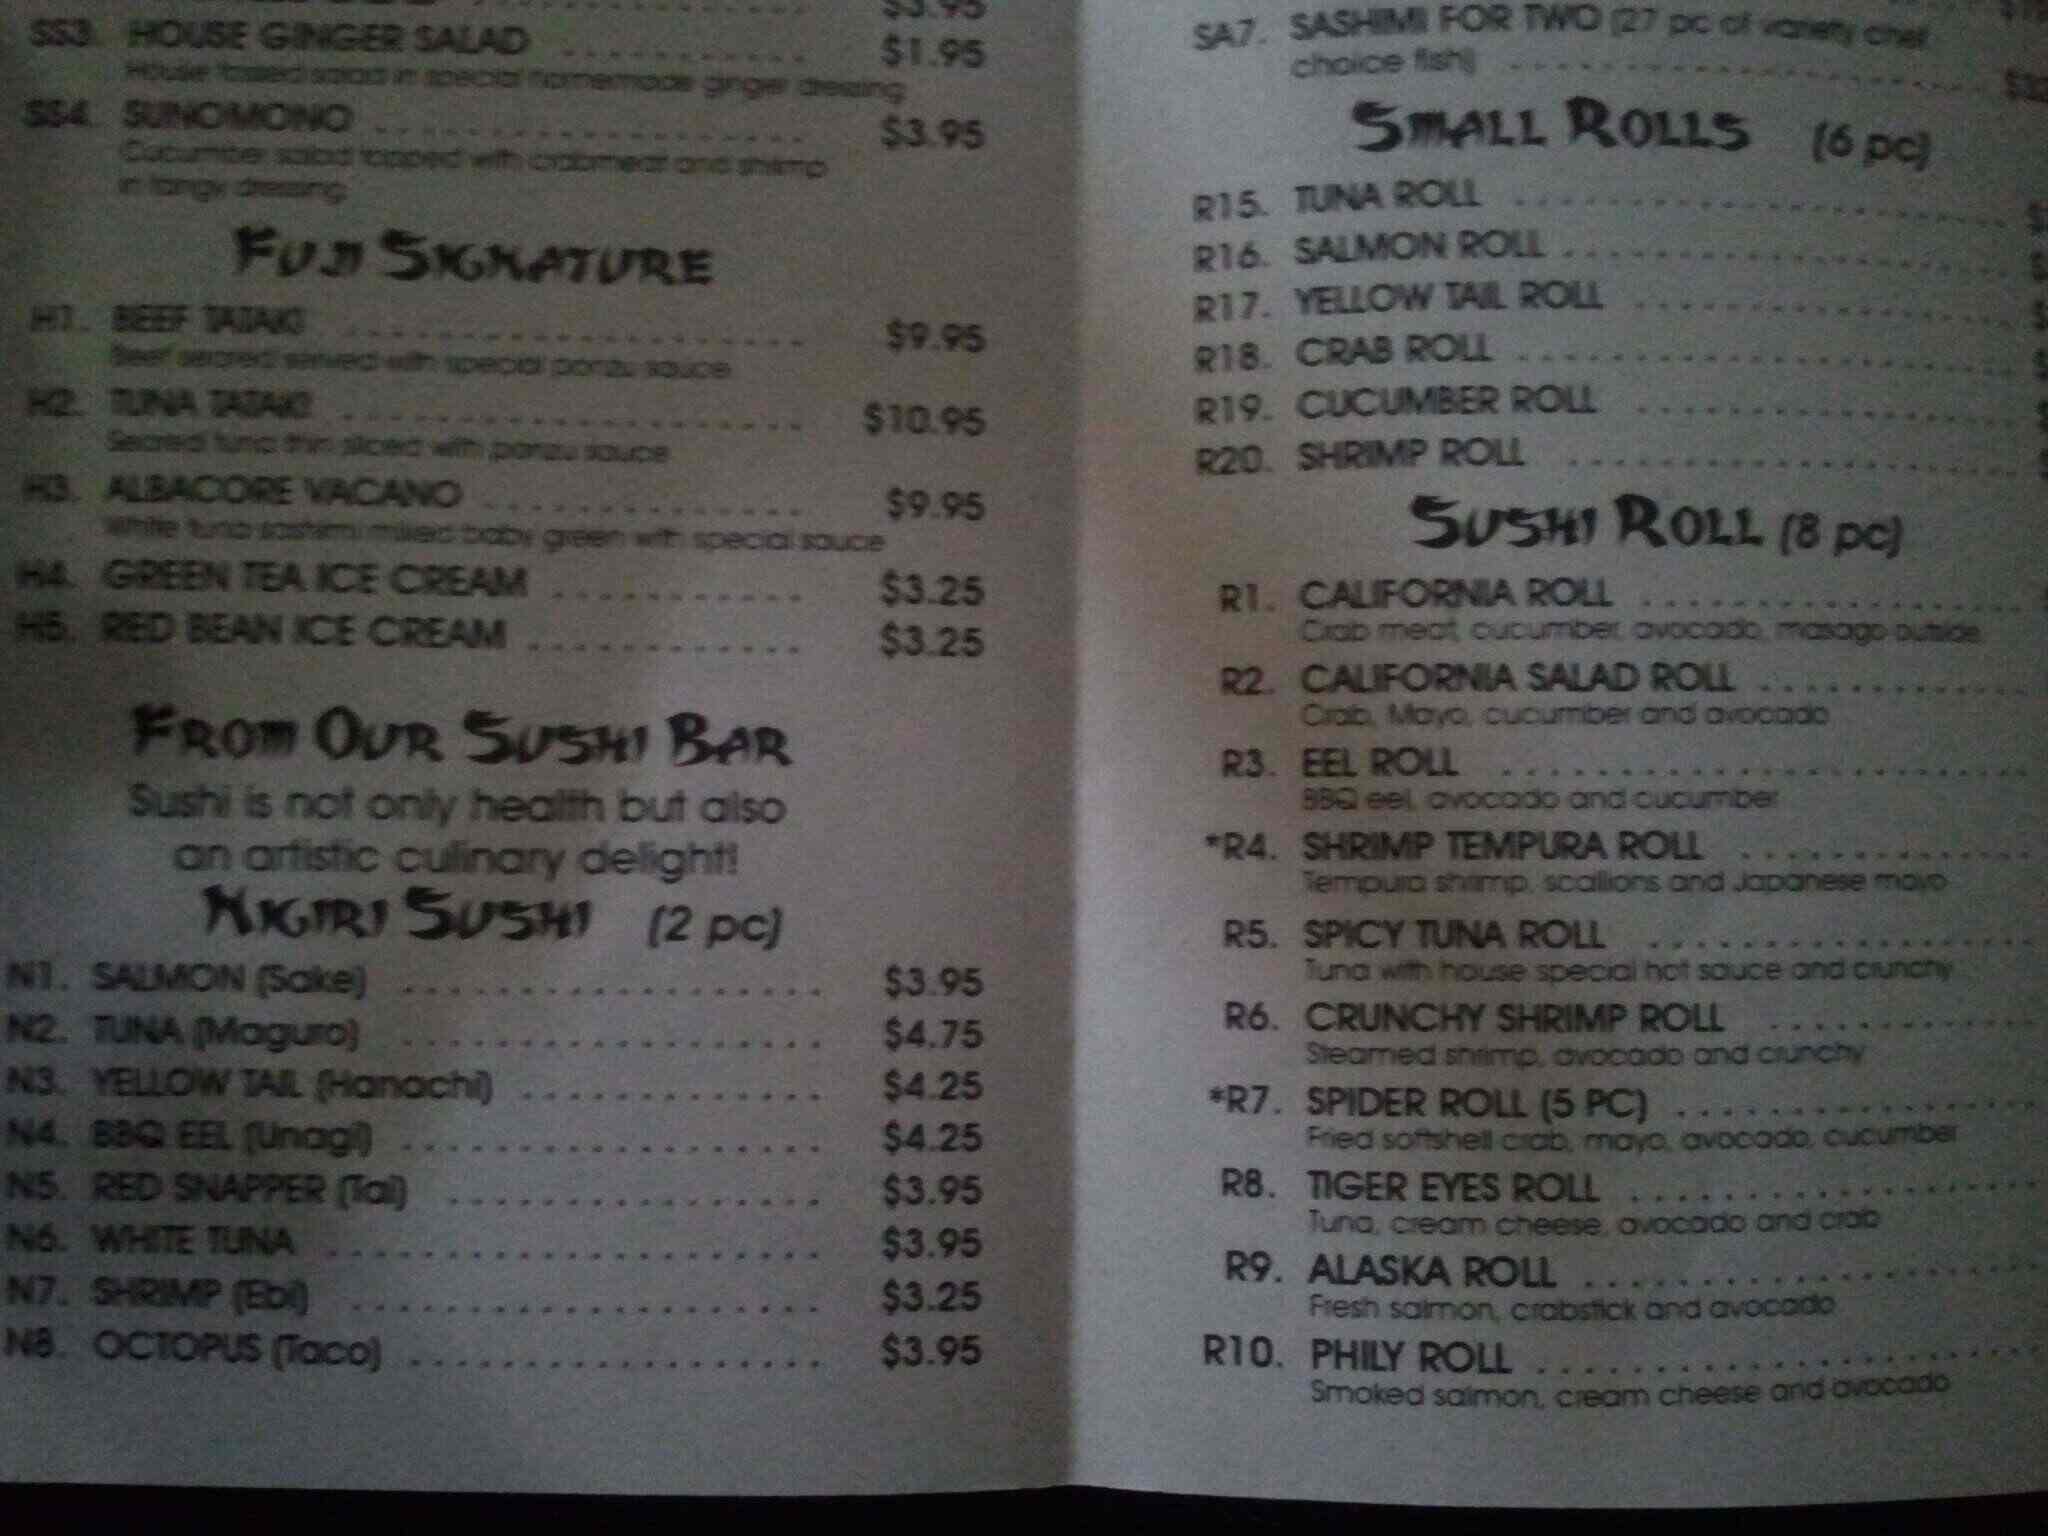 $3.95
SS3. HOUSE GINGER SALAD $1.95
House tossed salad in special homemade ginger dressing
SS4. SUNOMONO $3.95
Cucumber salad topped with crabmeat and shrimp
in tangy dressing
FUJI SIGNATURE
H1. BEEF TATAKI $9.95
Beef seared served with special ponzu sauce
H2. TUNA TATAKI $10.95
Seared tuna thin sliced with ponzu sauce
H3. ALBACORE VACANO $9.95
White tuna sashimi mixed baby green with special sauce
H4. GREEN TEA ICE CREAM $3.25
H5. RED BEAN ICE CREAM $3.25
FROM OUR SUSHI BAR
Sushi is not only health but also
an artistic culinary delight!
NIGIRI SUSHI (2 pc)
N1. SALMON (Sake) $3.95
N2. TUNA (Maguro) $4.75
N3. YELLOW TAIL (Hanachi) $4.25
N4. BBQ EEL (Unagi) $4.25
N5. RED SNAPPER (Tai) $3.95
N6. WHITE TUNA $3.95
N7. SHRIMP (Ebi) $3.25
N8. OCTOPUS (Taco) $3.95
SA7. SASHIMI FOR TWO (27 pc of variety chef
choice fish)
SMALL ROLLS (6 pc)
R15. TUNA ROLL
R16. SALMON ROLL
R17. YELLOW TAIL ROLL
R18. CRAB ROLL
R19. CUCUMBER ROLL
R20. SHRIMP ROLL
SUSHI ROLL (8 pc)
R1. CALIFORNIA ROLL
Crab meat, cucumber, avocado, masago outside
R2. CALIFORNIA SALAD ROLL
Crab, Mayo, cucumber and avocado
R3. EEL ROLL
BBQ eel, avocado and cucumber
*R4. SHRIMP TEMPURA ROLL
Tempura shrimp, scallions and Japanese mayo
R5. SPICY TUNA ROLL
Tuna with house special hot sauce and crunchy
R6. CRUNCHY SHRIMP ROLL
Steamed shrimp, avocado and crunchy
*R7. SPIDER ROLL (5 PC)
Fried softshell crab, mayo, avocado, cucumber
R8. TIGER EYES ROLL
Tuna, cream cheese, avocado and crab
R9. ALASKA ROLL
Fresh salmon, crabstick and avocado
R10. PHILY ROLL
Smoked salmon, cream cheese and avocado